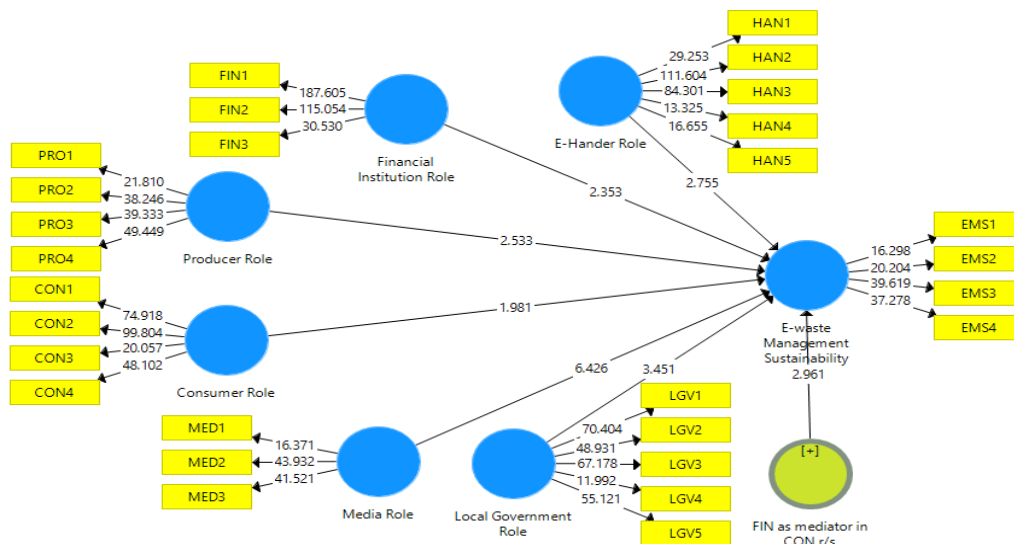 HAN1
HAN2
HAN3
HAN4
HAN5
29.253
111.604
84.301
13.325
16.655
E-Hander Role
2.755
FIN1
FIN2
FIN3
187.605
115.054
30.530
Financial
Institution Role
2.353
PRO1
PRO2
PRO3
PRO4
21.810
38.246
39.333
49.449
Producer Role
2.533
CON1
CON2
CON3
CON4
74.918
99.804
20.057
48.102
Consumer Role
1.981
EMS1
EMS2
EMS3
EMS4
16.298
20.204
39.619
37.278
E-waste
Management
Sustainability
2.961
MED1
MED2
MED3
16.371
43.932
41.521
Media Role
6.426
LGV1
LGV2
LGV3
LGV4
LGV5
70.404
48.931
67.178
11.992
55.121
Local Government
Role
3.451
[+]
FIN as mediator in
CON r/s